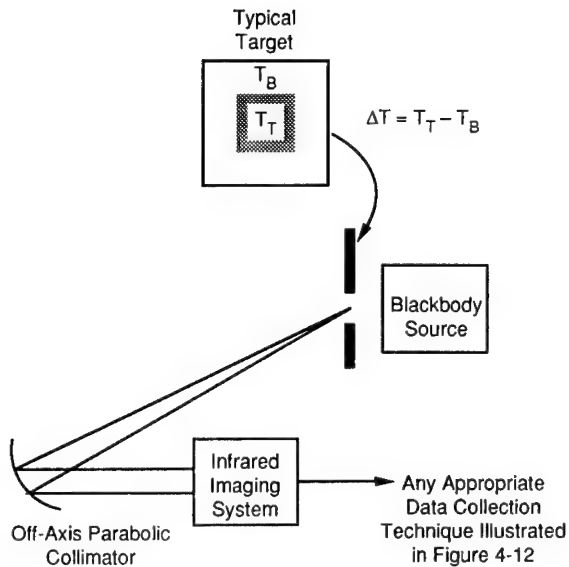 Typical
Target
T_B
T_T
ΔT = T_T − T_B
Blackbody
Source
Infrared
Imaging
System
Any Appropriate
Data Collection
Technique Illustrated
in Figure 4-12
Off-Axis Parabolic
Collimator